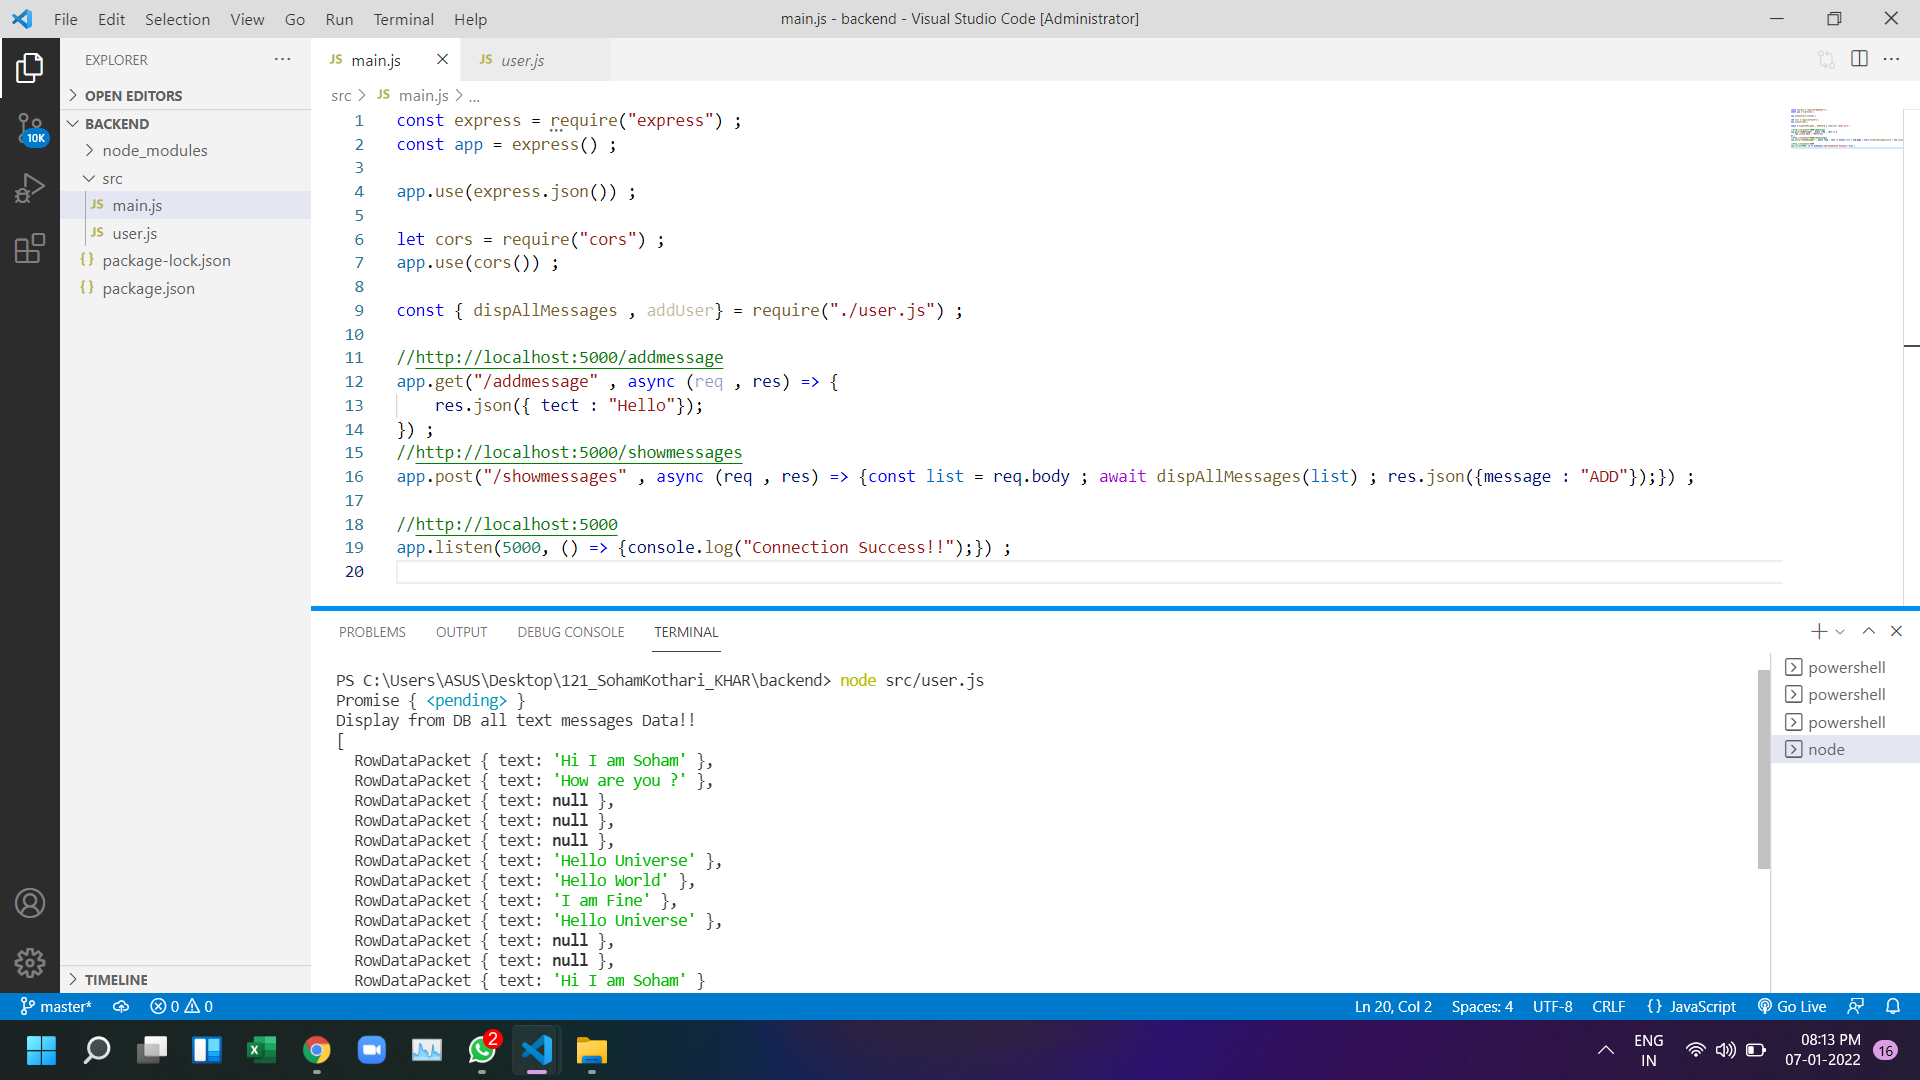 File Edit Selection View Go Run Terminal Help
main.js - backend - Visual Studio Code [Administrator]
EXPLORER
JS main.js
JS user.js
OPEN EDITORS
src > JS main.js > ...
BACKEND
node_modules
src
JS main.js
JS user.js
{} package-lock.json
{} package.json
10K
1 const express = require("express") ;
2 const app = express() ;
3
4 app.use(express.json()) ;
5
6 let cors = require("cors") ;
7 app.use(cors()) ;
8
9 const { dispAllMessages , addUser} = require("./user.js") ;
10
11 //http://localhost:5000/addmessage
12 app.get("/addmessage" , async (req , res) => {
13 res.json({ tect : "Hello"});
14 }) ;
15 //http://localhost:5000/showmessages
16 app.post("/showmessages" , async (req , res) => {const list = req.body ; await dispAllMessages(list) ; res.json({message : "ADD"});}) ;
17
18 //http://localhost:5000
19 app.listen(5000, () => {console.log("Connection Success!!");}) ;
20
PROBLEMS OUTPUT DEBUG CONSOLE TERMINAL
PS C:\Users\ASUS\Desktop\121_SohamKothari_KHAR\backend> node src/user.js
Promise { <pending> }
Display from DB all text messages Data!!
[
RowDataPacket { text: 'Hi I am Soham' },
RowDataPacket { text: 'How are you ?' },
RowDataPacket { text: null },
RowDataPacket { text: null },
RowDataPacket { text: null },
RowDataPacket { text: 'Hello Universe' },
RowDataPacket { text: 'Hello World' },
RowDataPacket { text: 'I am Fine' },
RowDataPacket { text: 'Hello Universe' },
RowDataPacket { text: null },
RowDataPacket { text: null },
RowDataPacket { text: 'Hi I am Soham' }
powershell
powershell
powershell
node
TIMELINE
master* 0 0
Ln 20, Col 2 Spaces: 4 UTF-8 CRLF {} JavaScript Go Live
2
ENG
IN
08:13 PM
07-01-2022
16